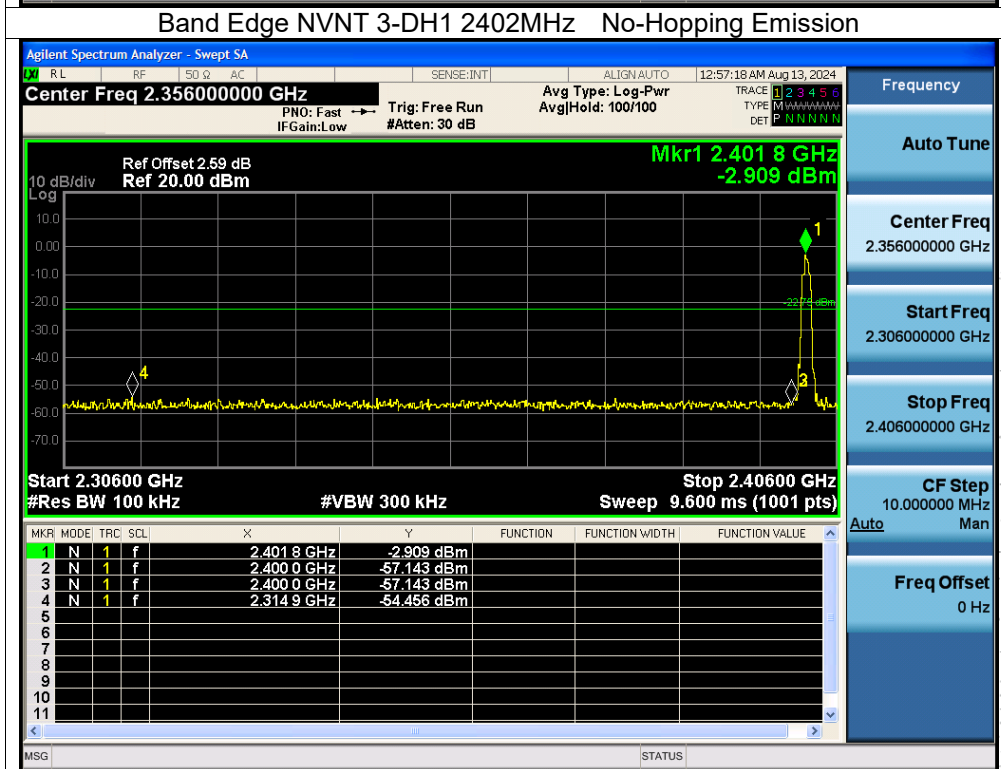 Band Edge NVNT 3-DH1 2402MHz No-Hopping Emission
Agilent Spectrum Analyzer - Swept SA
LXI RL RF 50 Ω AC SENSE:INT ALIGN AUTO 12:57:18 AM Aug 13, 2024
Center Freq 2.356000000 GHz
PNO: Fast
IFGain:Low
Trig: Free Run
#Atten: 30 dB
Avg Type: Log-Pwr
Avg|Hold: 100/100
TRACE 1 2 3 4 5 6
TYPE M WWWWW
DET P N N N N N
Frequency
Auto Tune
Center Freq
2.356000000 GHz
Start Freq
2.306000000 GHz
Stop Freq
2.406000000 GHz
CF Step
10.000000 MHz
Auto Man
Freq Offset
0 Hz
Mkr1 2.401 8 GHz
-2.909 dBm
Ref Offset 2.59 dB
10 dB/div Ref 20.00 dBm
Log
10.0
0.00
-10.0
-20.0
-30.0
-40.0
-50.0
-60.0
-70.0
1
-22.75 dBm
4
3
Start 2.30600 GHz Stop 2.40600 GHz
#Res BW 100 kHz #VBW 300 kHz Sweep 9.600 ms (1001 pts)
MKR MODE TRC SCL X Y FUNCTION FUNCTION WIDTH FUNCTION VALUE
1 N 1 f 2.401 8 GHz -2.909 dBm
2 N 1 f 2.400 0 GHz -57.143 dBm
3 N 1 f 2.400 0 GHz -57.143 dBm
4 N 1 f 2.314 9 GHz -54.456 dBm
5
6
7
8
9
10
11
MSG STATUS